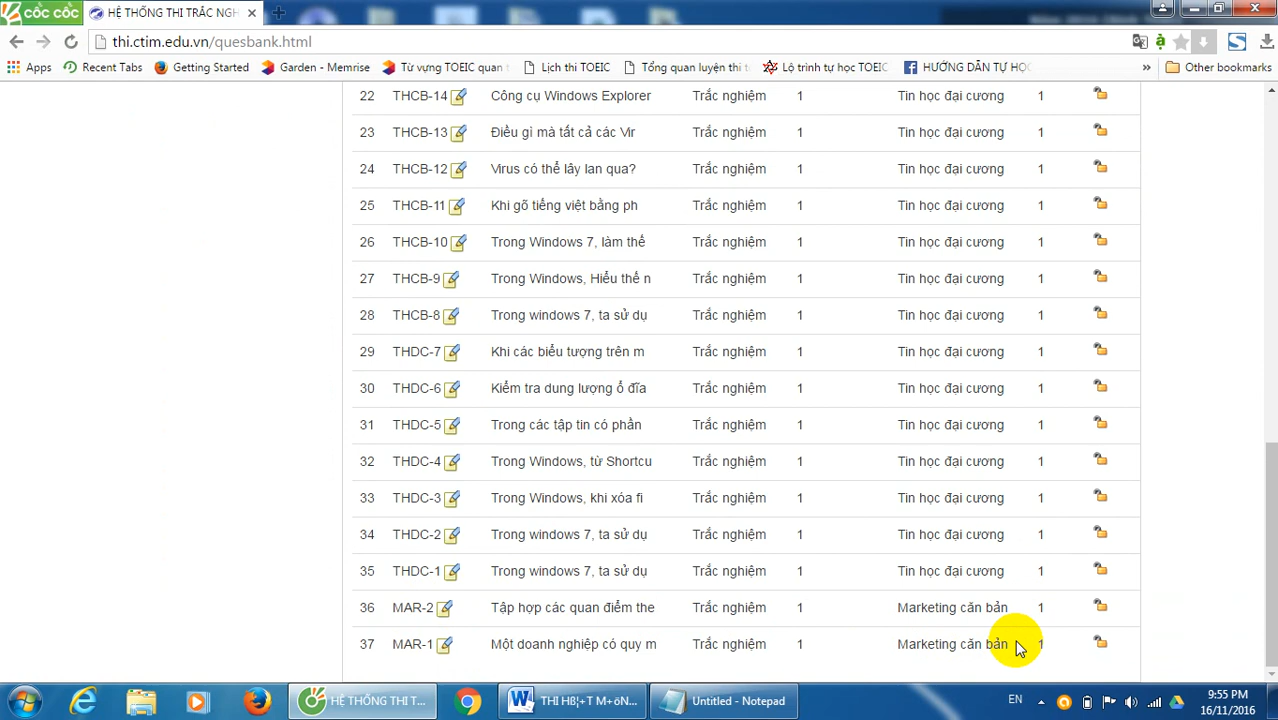 CỐC CỐC HỆ THỐNG THI TRẮC NGH
thi.ctim.edu.vn/quesbank.html
Apps Recent Tabs Getting Started Garden - Memrise Từ vựng TOEIC quan t Lịch thi TOEIC Tổng quan luyện thi t Lộ trình tự học TOEIC HƯỚNG DẪN TỰ HỌC » Other bookmarks
22 THCB-14 Công cụ Windows Explorer Trắc nghiệm 1 Tin học đại cương 1
23 THCB-13 Điều gì mà tất cả các Vir Trắc nghiệm 1 Tin học đại cương 1
24 THCB-12 Virus có thể lây lan qua? Trắc nghiệm 1 Tin học đại cương 1
25 THCB-11 Khi gõ tiếng việt bằng ph Trắc nghiệm 1 Tin học đại cương 1
26 THCB-10 Trong Windows 7, làm thế Trắc nghiệm 1 Tin học đại cương 1
27 THCB-9 Trong Windows, Hiểu thế n Trắc nghiệm 1 Tin học đại cương 1
28 THCB-8 Trong windows 7, ta sử dụ Trắc nghiệm 1 Tin học đại cương 1
29 THDC-7 Khi các biểu tượng trên m Trắc nghiệm 1 Tin học đại cương 1
30 THDC-6 Kiểm tra dung lượng ổ đĩa Trắc nghiệm 1 Tin học đại cương 1
31 THDC-5 Trong các tập tin có phần Trắc nghiệm 1 Tin học đại cương 1
32 THDC-4 Trong Windows, từ Shortcu Trắc nghiệm 1 Tin học đại cương 1
33 THDC-3 Trong Windows, khi xóa fi Trắc nghiệm 1 Tin học đại cương 1
34 THDC-2 Trong windows 7, ta sử dụ Trắc nghiệm 1 Tin học đại cương 1
35 THDC-1 Trong windows 7, ta sử dụ Trắc nghiệm 1 Tin học đại cương 1
36 MAR-2 Tập hợp các quan điểm the Trắc nghiệm 1 Marketing căn bản 1
37 MAR-1 Một doanh nghiệp có quy m Trắc nghiệm 1 Marketing căn bản 1
HỆ THỐNG THI T... THI Hß¦+T M+öN... Untitled - Notepad EN 9:55 PM
16/11/2016